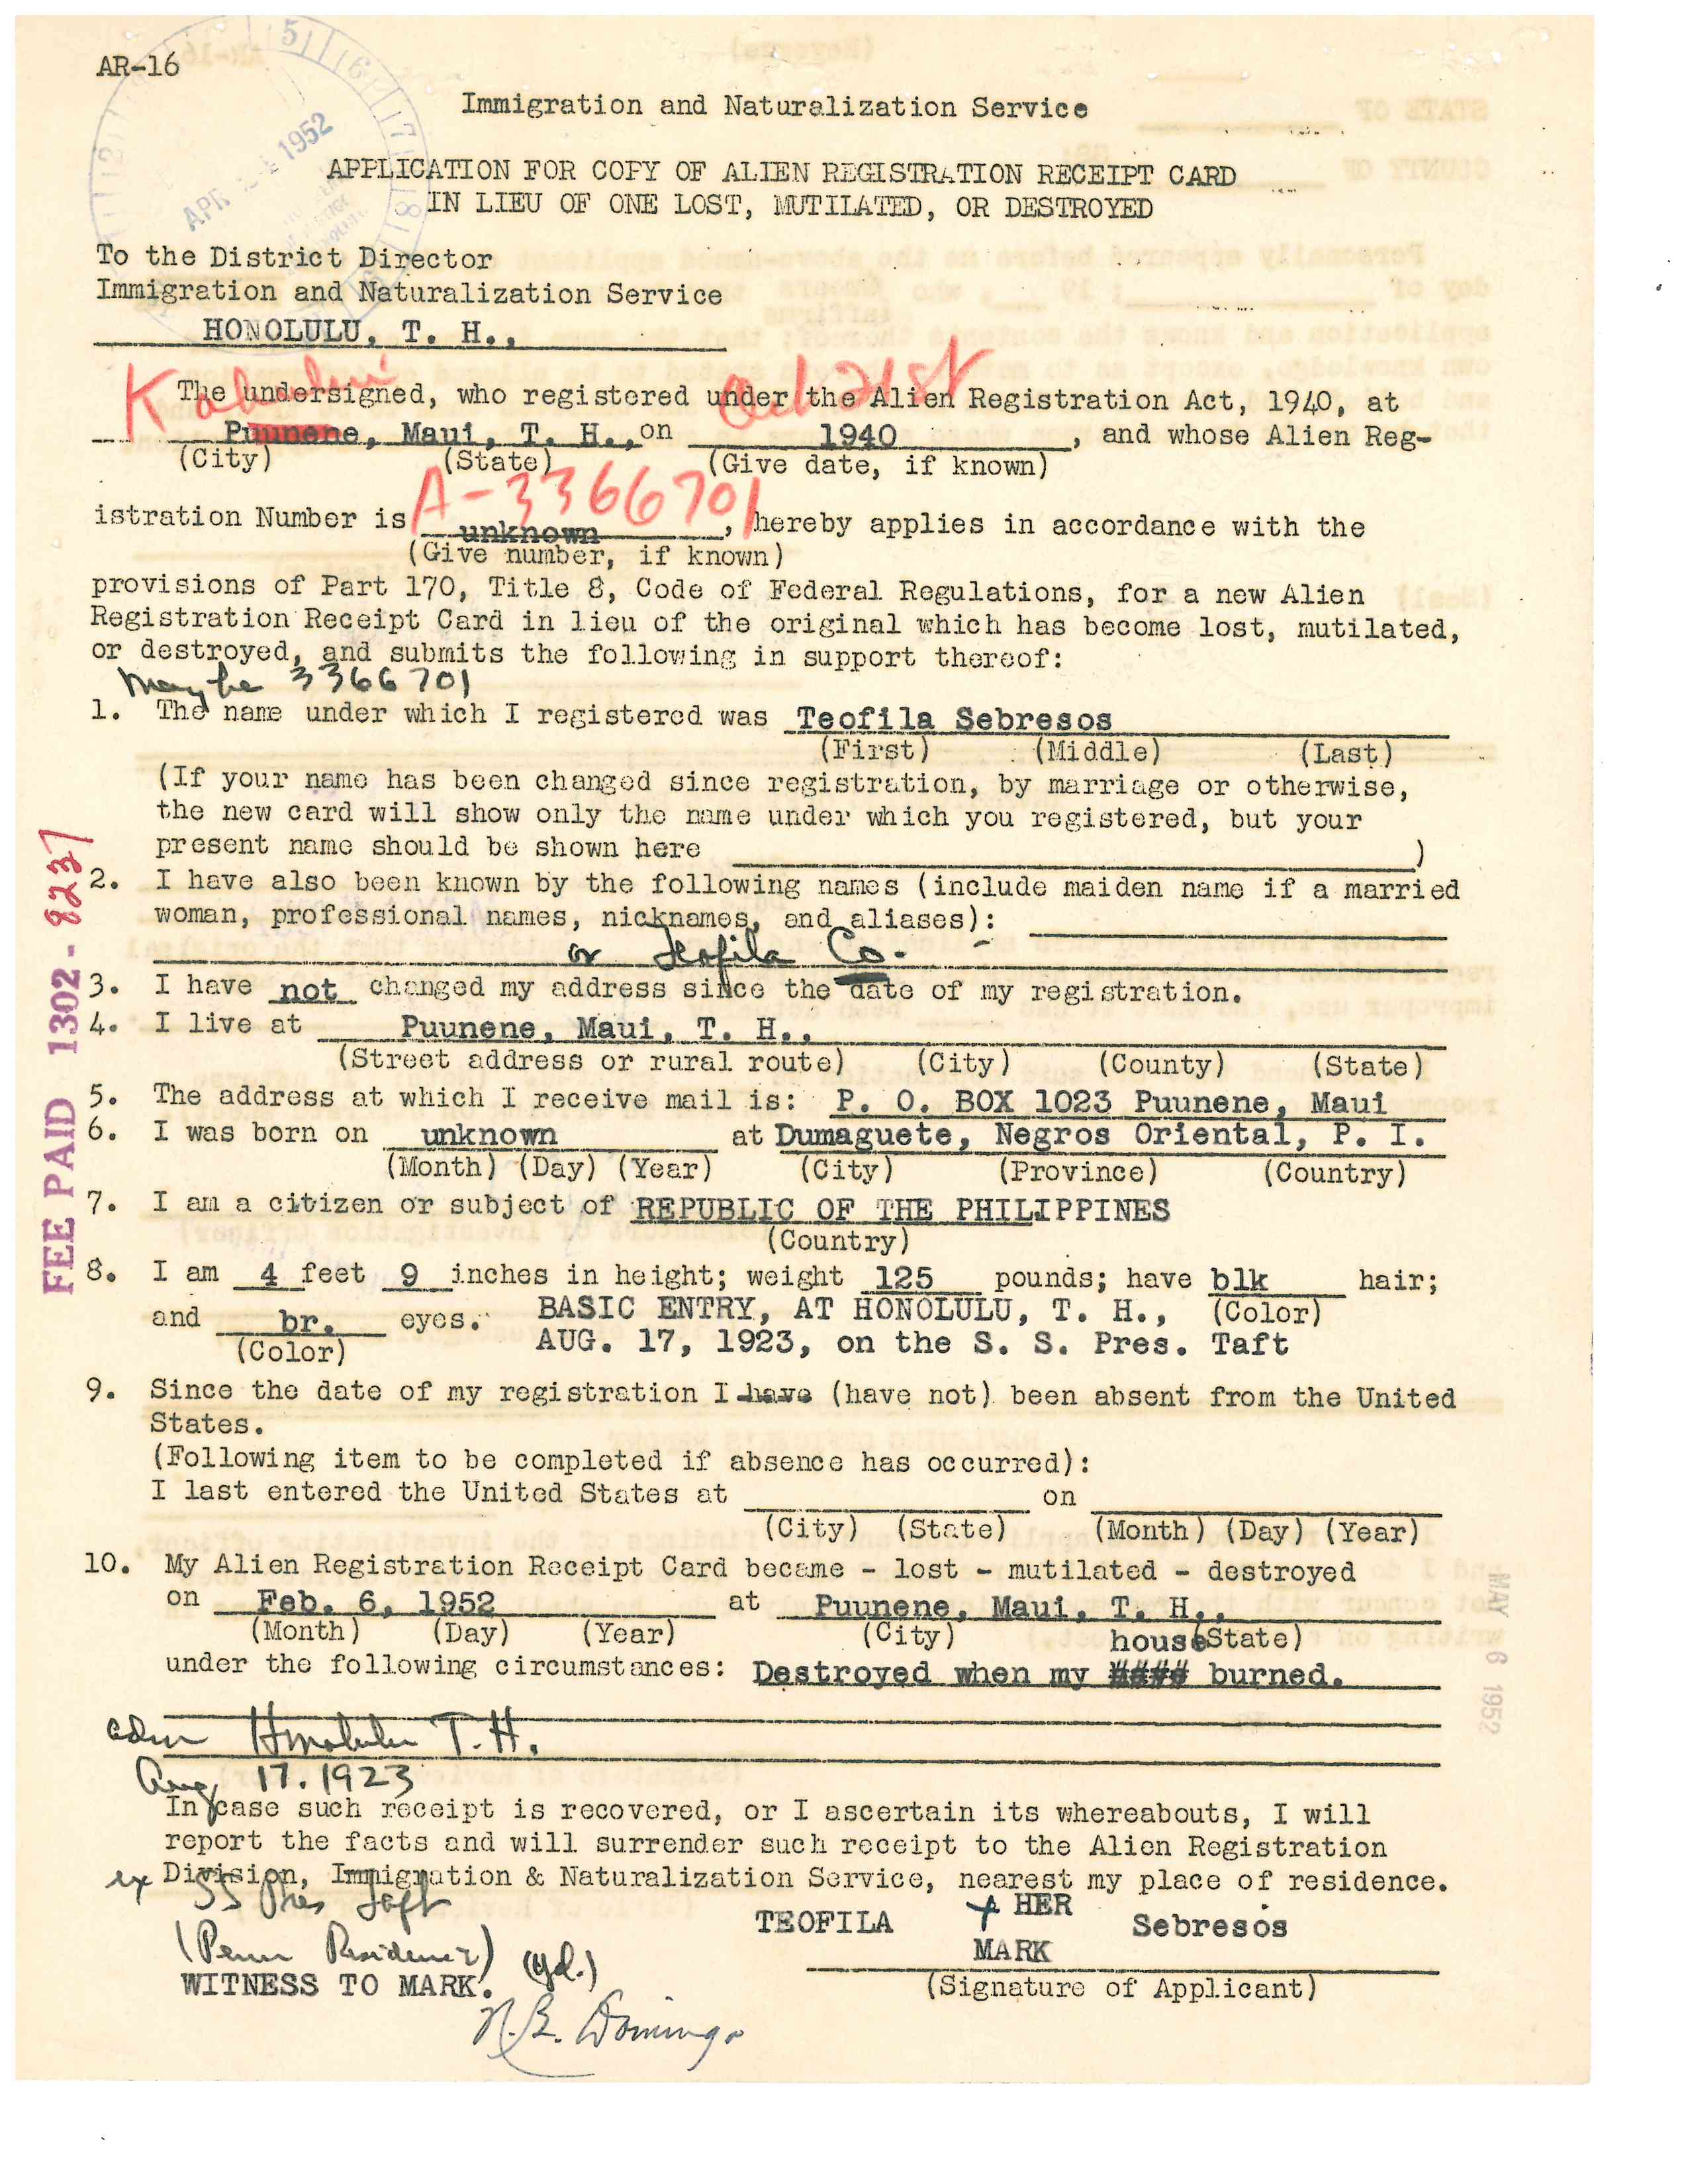 AR-16
APR 1952
Immigration and Naturalization Service
APPLICATION FOR COPY OF ALIEN REGISTRATION RECEIPT CARD
IN LIEU OF ONE LOST, MUTILATED, OR DESTROYED
To the District Director
Immigration and Naturalization Service
HONOLULU, T. H.,
Kahului
Oct 21st
The undersigned, who registered under the Alien Registration Act, 1940, at
Puunene, Maui, T. H., on 1940, and whose Alien Reg-
(City) (State) (Give date, if known)
A-3366701
istration Number is unknown, hereby applies in accordance with the
(Give number, if known)
provisions of Part 170, Title 8, Code of Federal Regulations, for a new Alien
Registration Receipt Card in lieu of the original which has become lost, mutilated,
or destroyed, and submits the following in support thereof:
Maybe 3366701
1. The name under which I registered was Teofila Sebresos
(First) (Middle) (Last)
(If your name has been changed since registration, by marriage or otherwise,
the new card will show only the name under which you registered, but your
present name should be shown here )
2. I have also been known by the following names (include maiden name if a married
woman, professional names, nicknames, and aliases):
or Teofila Co.
3. I have not changed my address since the date of my registration.
4. I live at Puunene, Maui, T. H.,
(Street address or rural route) (City) (County) (State)
5. The address at which I receive mail is: P. O. BOX 1023 Puunene, Maui
6. I was born on unknown at Dumaguete, Negros Oriental, P. I.
(Month) (Day) (Year) (City) (Province) (Country)
7. I am a citizen or subject of REPUBLIC OF THE PHILIPPINES
(Country)
8. I am 4 feet 9 inches in height; weight 125 pounds; have blk hair;
and br. eyes. BASIC ENTRY, AT HONOLULU, T. H., (Color)
(Color) AUG. 17, 1923, on the S. S. Pres. Taft
9. Since the date of my registration I have (have not) been absent from the United
States.
(Following item to be completed if absence has occurred):
I last entered the United States at on
(City) (State) (Month) (Day) (Year)
10. My Alien Registration Receipt Card became - lost - mutilated - destroyed
on Feb. 6, 1952 at Puunene, Maui, T. H.,
(Month) (Day) (Year) (City) (State)
house
under the following circumstances: Destroyed when my #### burned.
adm Honolulu T.H.
Aug 17. 1923
In case such receipt is recovered, or I ascertain its whereabouts, I will
report the facts and will surrender such receipt to the Alien Registration
Division, Immigration & Naturalization Service, nearest my place of residence.
ex SS Pres Taft
TEOFILA + HER Sebresos
MARK
(Perm Residence)
(Signature of Applicant)
WITNESS TO MARK.
N.B. Domingo
FEE PAID 1302-8237
MAY 6 1952